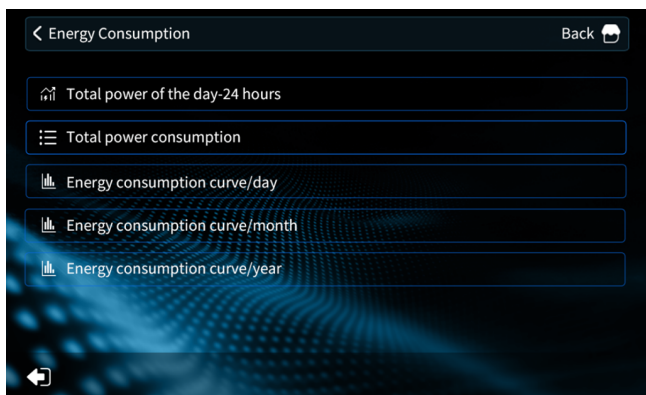 Energy Consumption Back
Total power of the day-24 hours
Total power consumption
Energy consumption curve/day
Energy consumption curve/month
Energy consumption curve/year